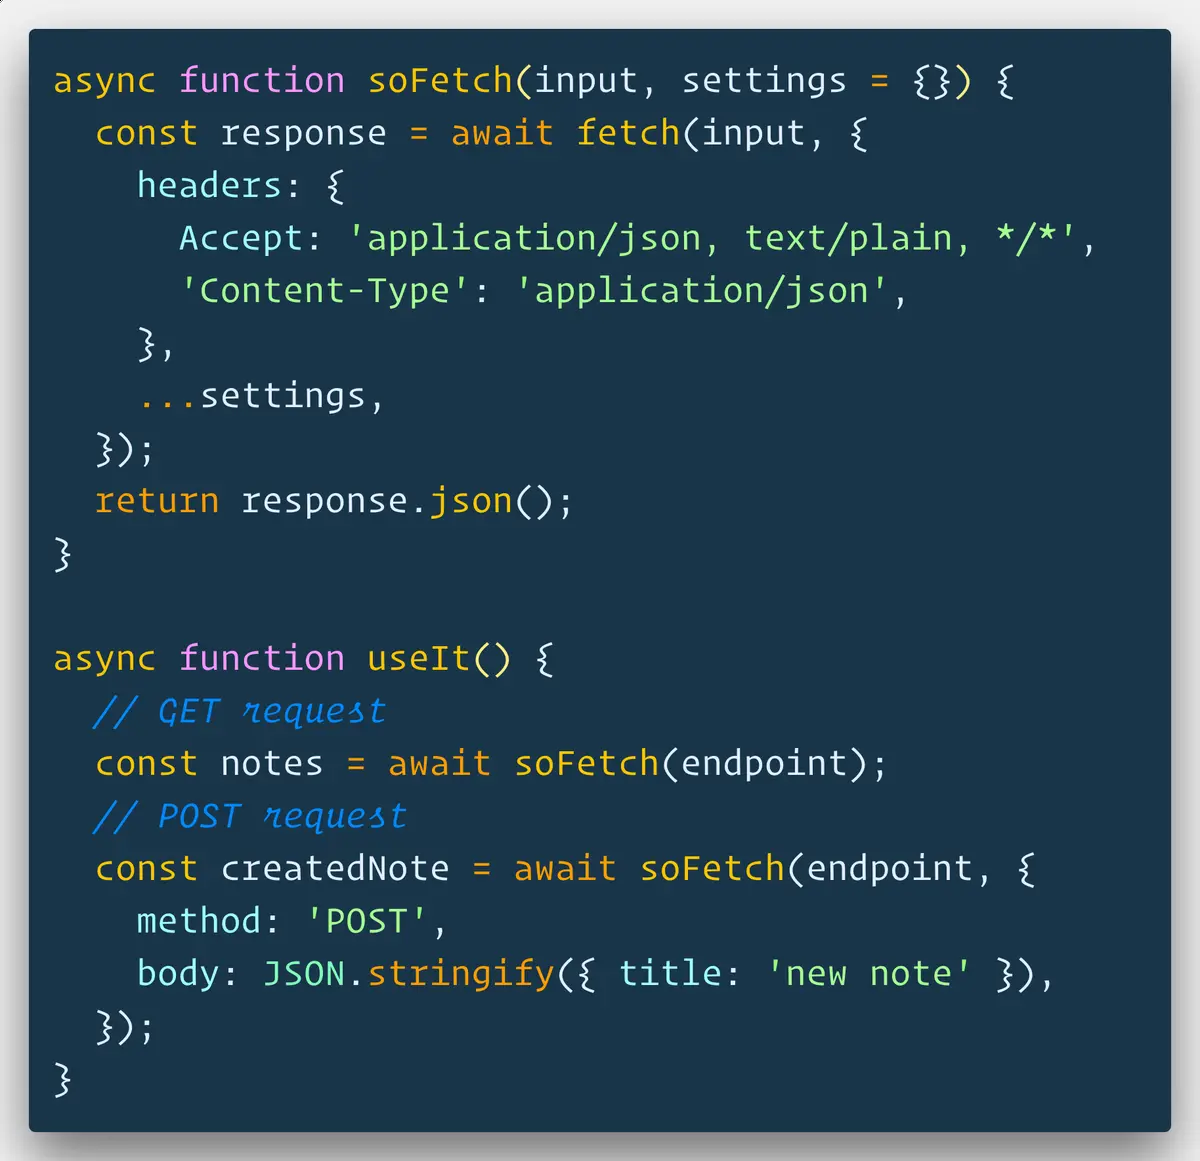 async function soFetch(input, settings = {}) {
  const response = await fetch(input, {
    headers: {
      Accept: 'application/json, text/plain, */*',
      'Content-Type': 'application/json',
    },
    ...settings,
  });
  return response.json();
}

async function useIt() {
  // GET request
  const notes = await soFetch(endpoint);
  // POST request
  const createdNote = await soFetch(endpoint, {
    method: 'POST',
    body: JSON.stringify({ title: 'new note' }),
  });
}